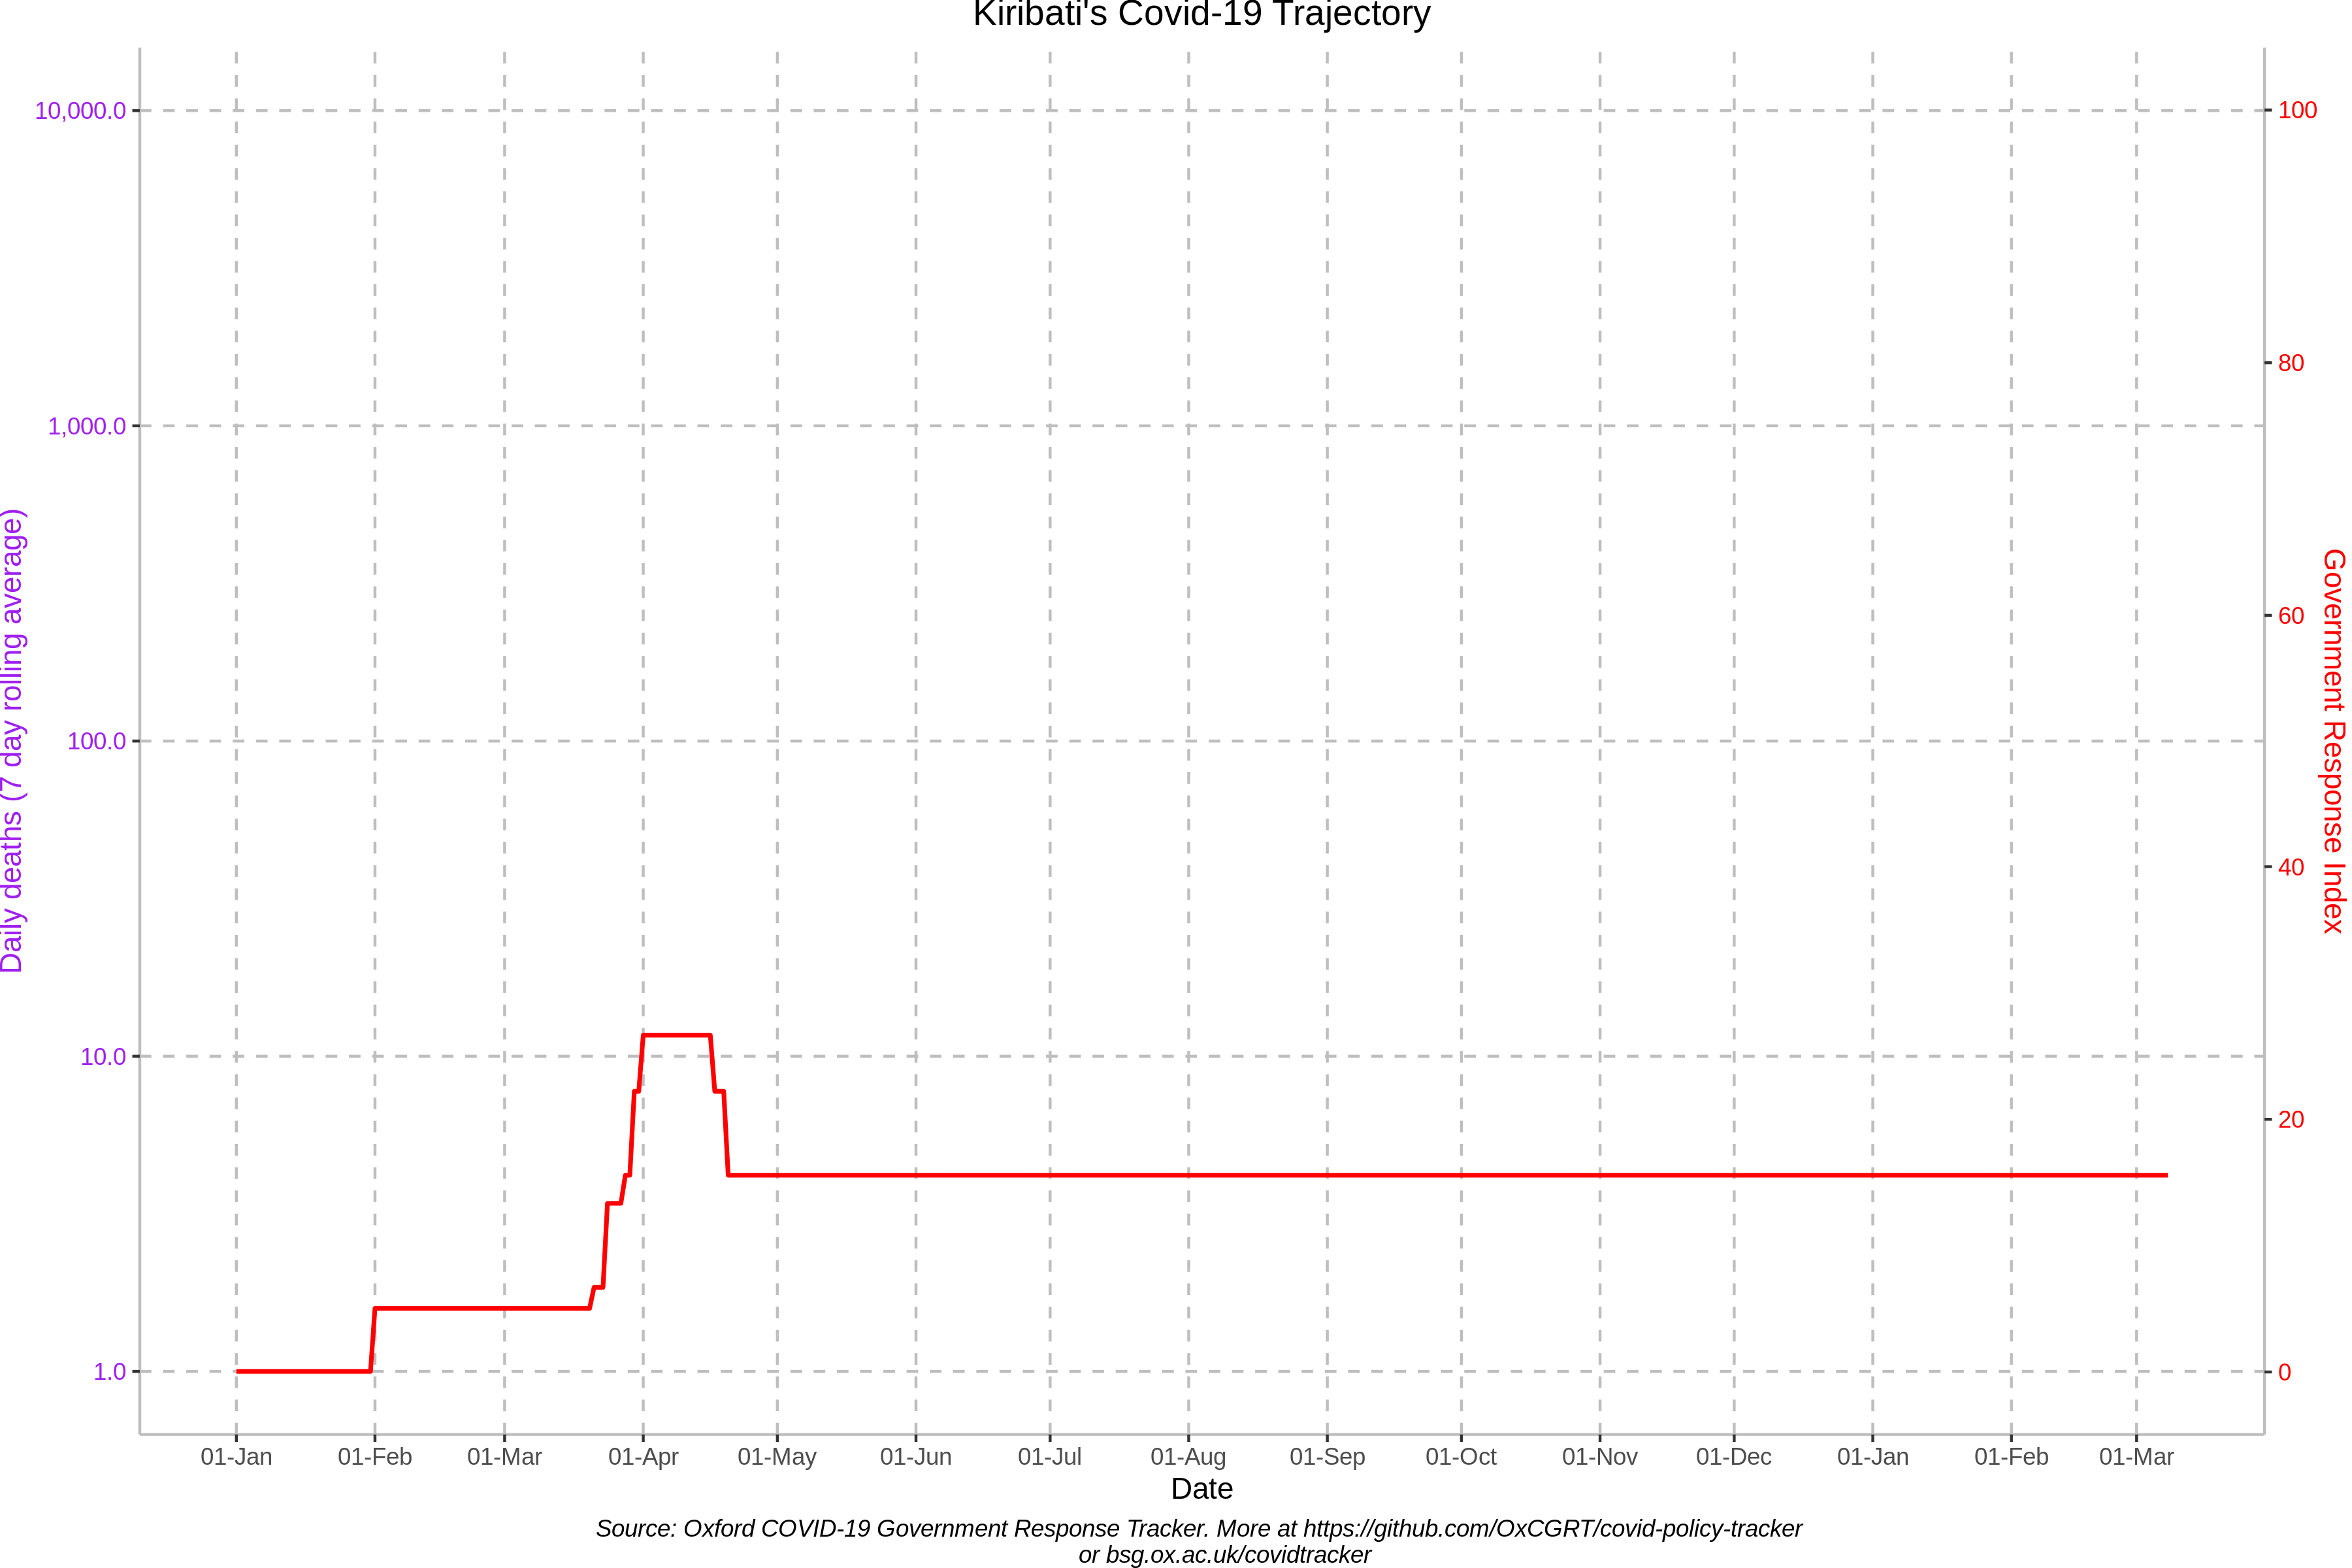 Kiribati's Covid-19 Trajectory
10,000.0
1,000.0
100.0
10.0
1.0
Daily deaths (7 day rolling average)
100
80
60
40
20
0
Government Response Index
01-Jan 01-Feb 01-Mar 01-Apr 01-May 01-Jun 01-Jul 01-Aug 01-Sep 01-Oct 01-Nov 01-Dec 01-Jan 01-Feb 01-Mar
Date
Source: Oxford COVID-19 Government Response Tracker. More at https://github.com/OxCGRT/covid-policy-tracker
or bsg.ox.ac.uk/covidtracker